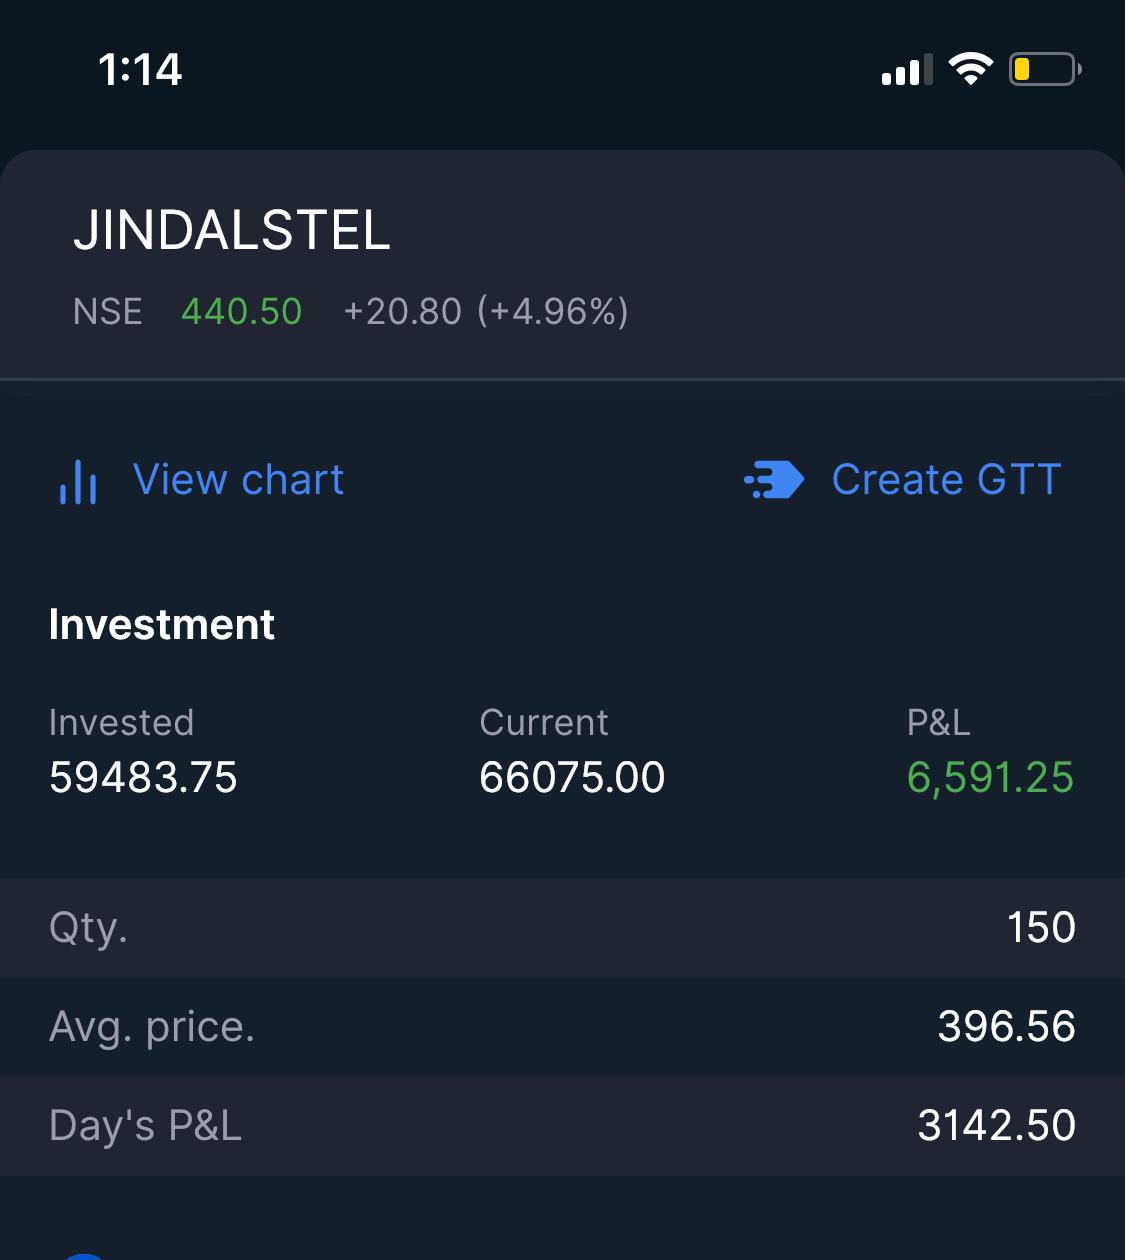 1:14
JINDALSTEL
NSE 440.50 +20.80 (+4.96%)
View chart Create GTT
Investment
Invested Current P&L
59483.75 66075.00 6,591.25
Qty. 150
Avg. price. 396.56
Day's P&L 3142.50